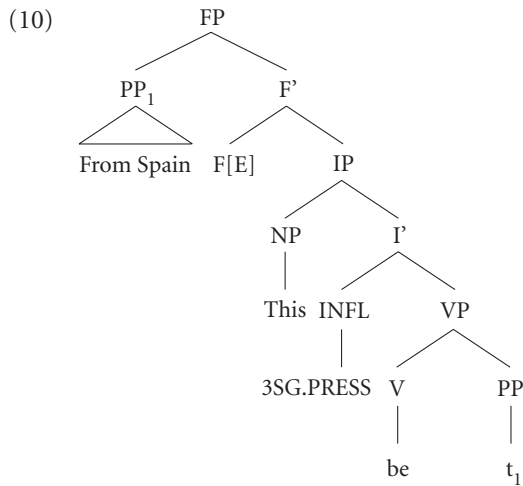 (10) FP
PP1 F'
From Spain F[E] IP
NP I'
This INFL VP
3SG.PRESS V PP
be t1